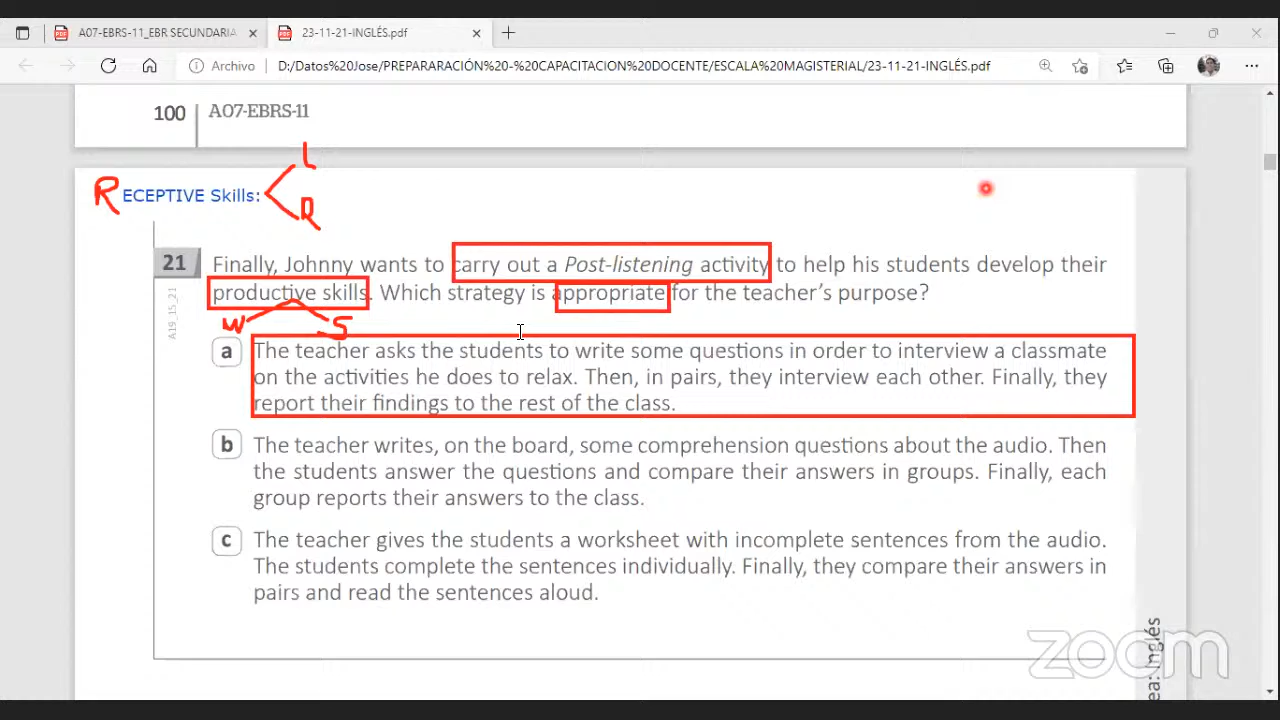 A07-EBRS-11_EBR SECUNDARIA
23-11-21-INGLÉS.pdf
Archivo
D:/Datos%20Jose/PREPARARACIÓN%20-%20CAPACITACION%20DOCENTE/ESCALA%20MAGISTERIAL/23-11-21-INGLÉS.pdf
100 A07-EBRS-11
L
RECEPTIVE Skills:
R
21 Finally, Johnny wants to carry out a Post-listening activity to help his students develop their
productive skills. Which strategy is appropriate for the teacher's purpose?
A19_15_21
W S
a The teacher asks the students to write some questions in order to interview a classmate
on the activities he does to relax. Then, in pairs, they interview each other. Finally, they
report their findings to the rest of the class.
b The teacher writes, on the board, some comprehension questions about the audio. Then
the students answer the questions and compare their answers in groups. Finally, each
group reports their answers to the class.
c The teacher gives the students a worksheet with incomplete sentences from the audio.
The students complete the sentences individually. Finally, they compare their answers in
pairs and read the sentences aloud.
ea: Inglés
zoom